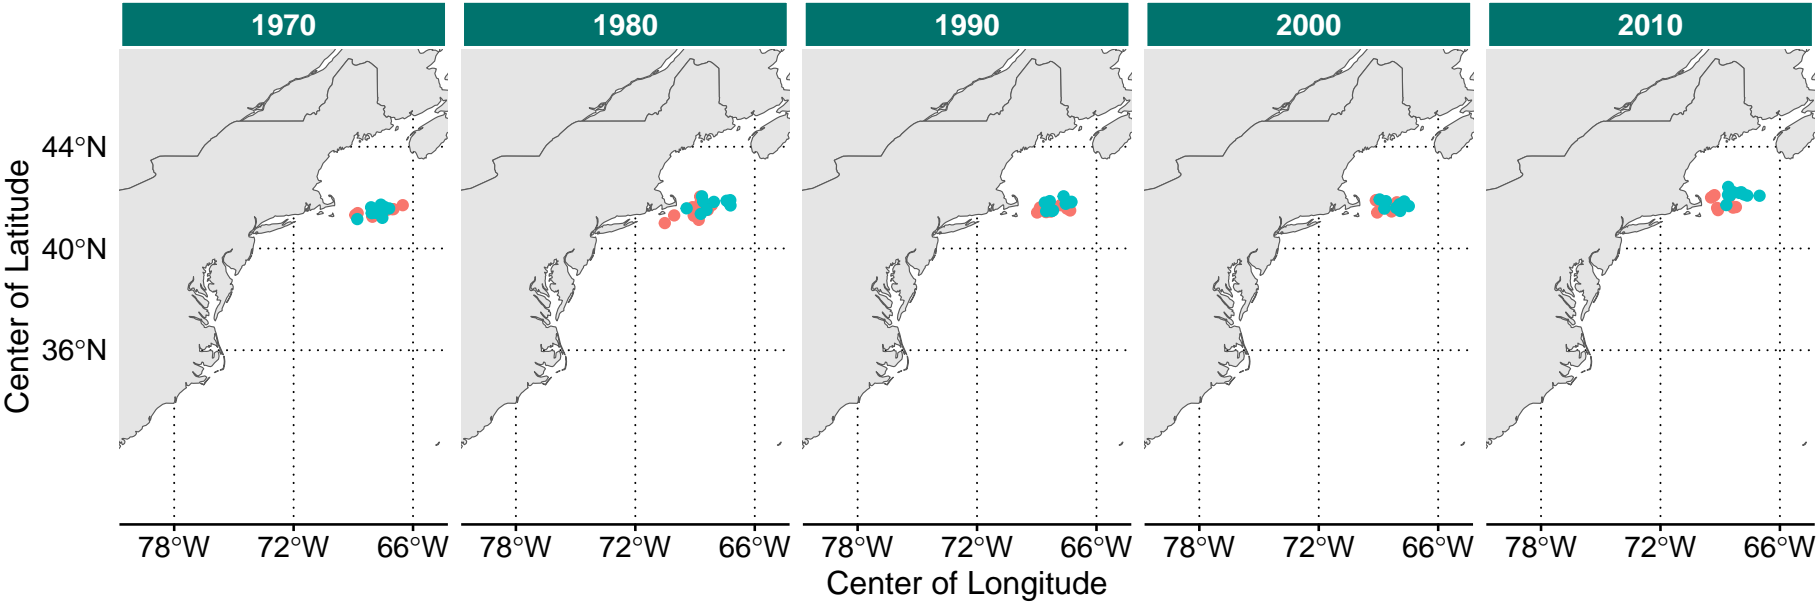 1970 1980 1990 2000 2010
Center of Latitude
44°N
40°N
36°N
78°W 72°W 66°W 78°W 72°W 66°W 78°W 72°W 66°W 78°W 72°W 66°W 78°W 72°W 66°W
Center of Longitude